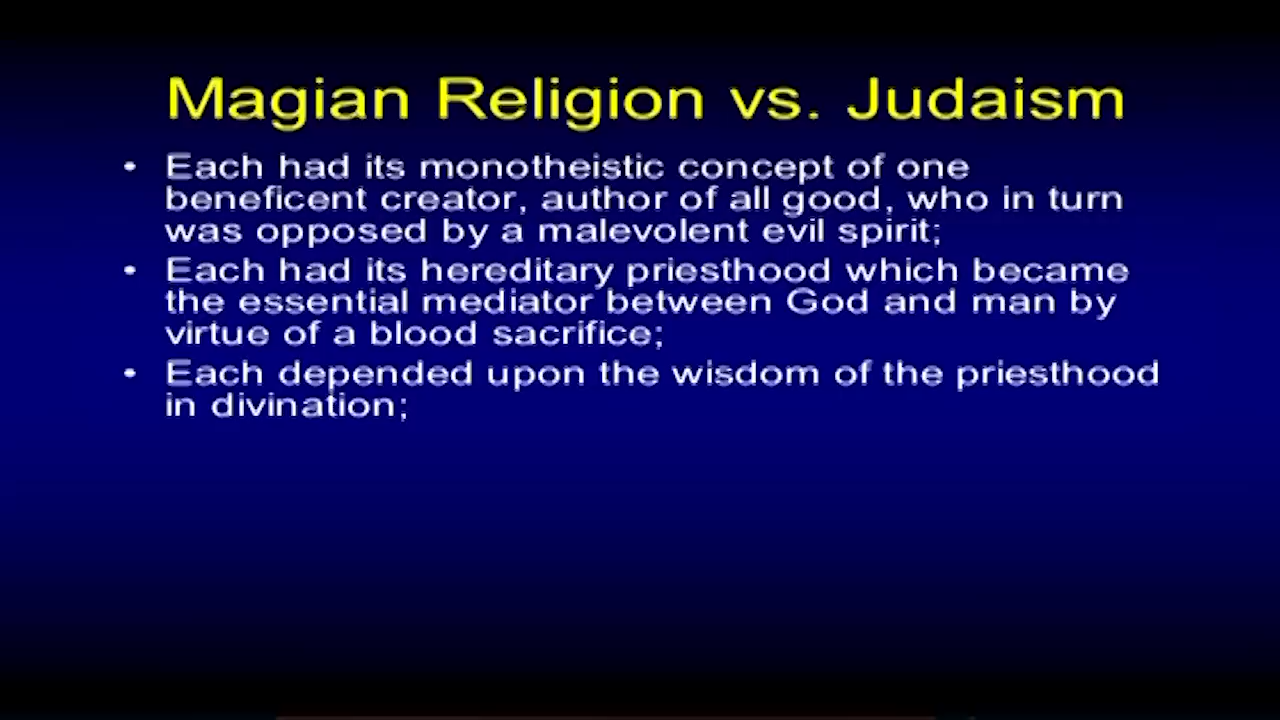 Magian Religion vs. Judaism
• Each had its monotheistic concept of one
beneficent creator, author of all good, who in turn
was opposed by a malevolent evil spirit;
• Each had its hereditary priesthood which became
the essential mediator between God and man by
virtue of a blood sacrifice;
• Each depended upon the wisdom of the priesthood
in divination;